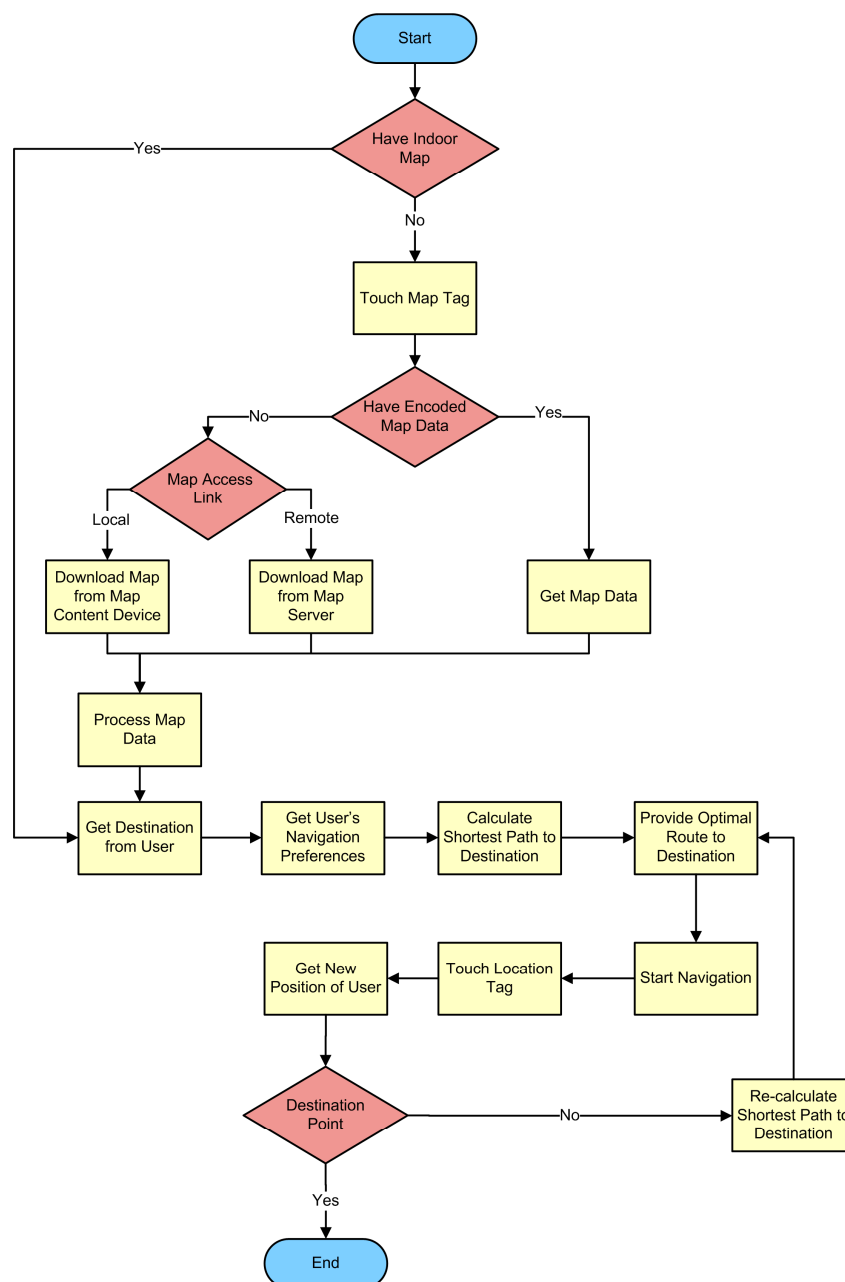 Start
Have Indoor
Map
Yes
No
Touch Map Tag
Have Encoded
Map Data
No
Yes
Map Access
Link
Local
Remote
Download Map
from Map
Content Device
Download Map
from Map
Server
Get Map Data
Process Map
Data
Get Destination
from User
Get User's
Navigation
Preferences
Calculate
Shortest Path to
Destination
Provide Optimal
Route to
Destination
Get New
Position of User
Touch Location
Tag
Start Navigation
Destination
Point
No
Re-calculate
Shortest Path to
Destination
Yes
End